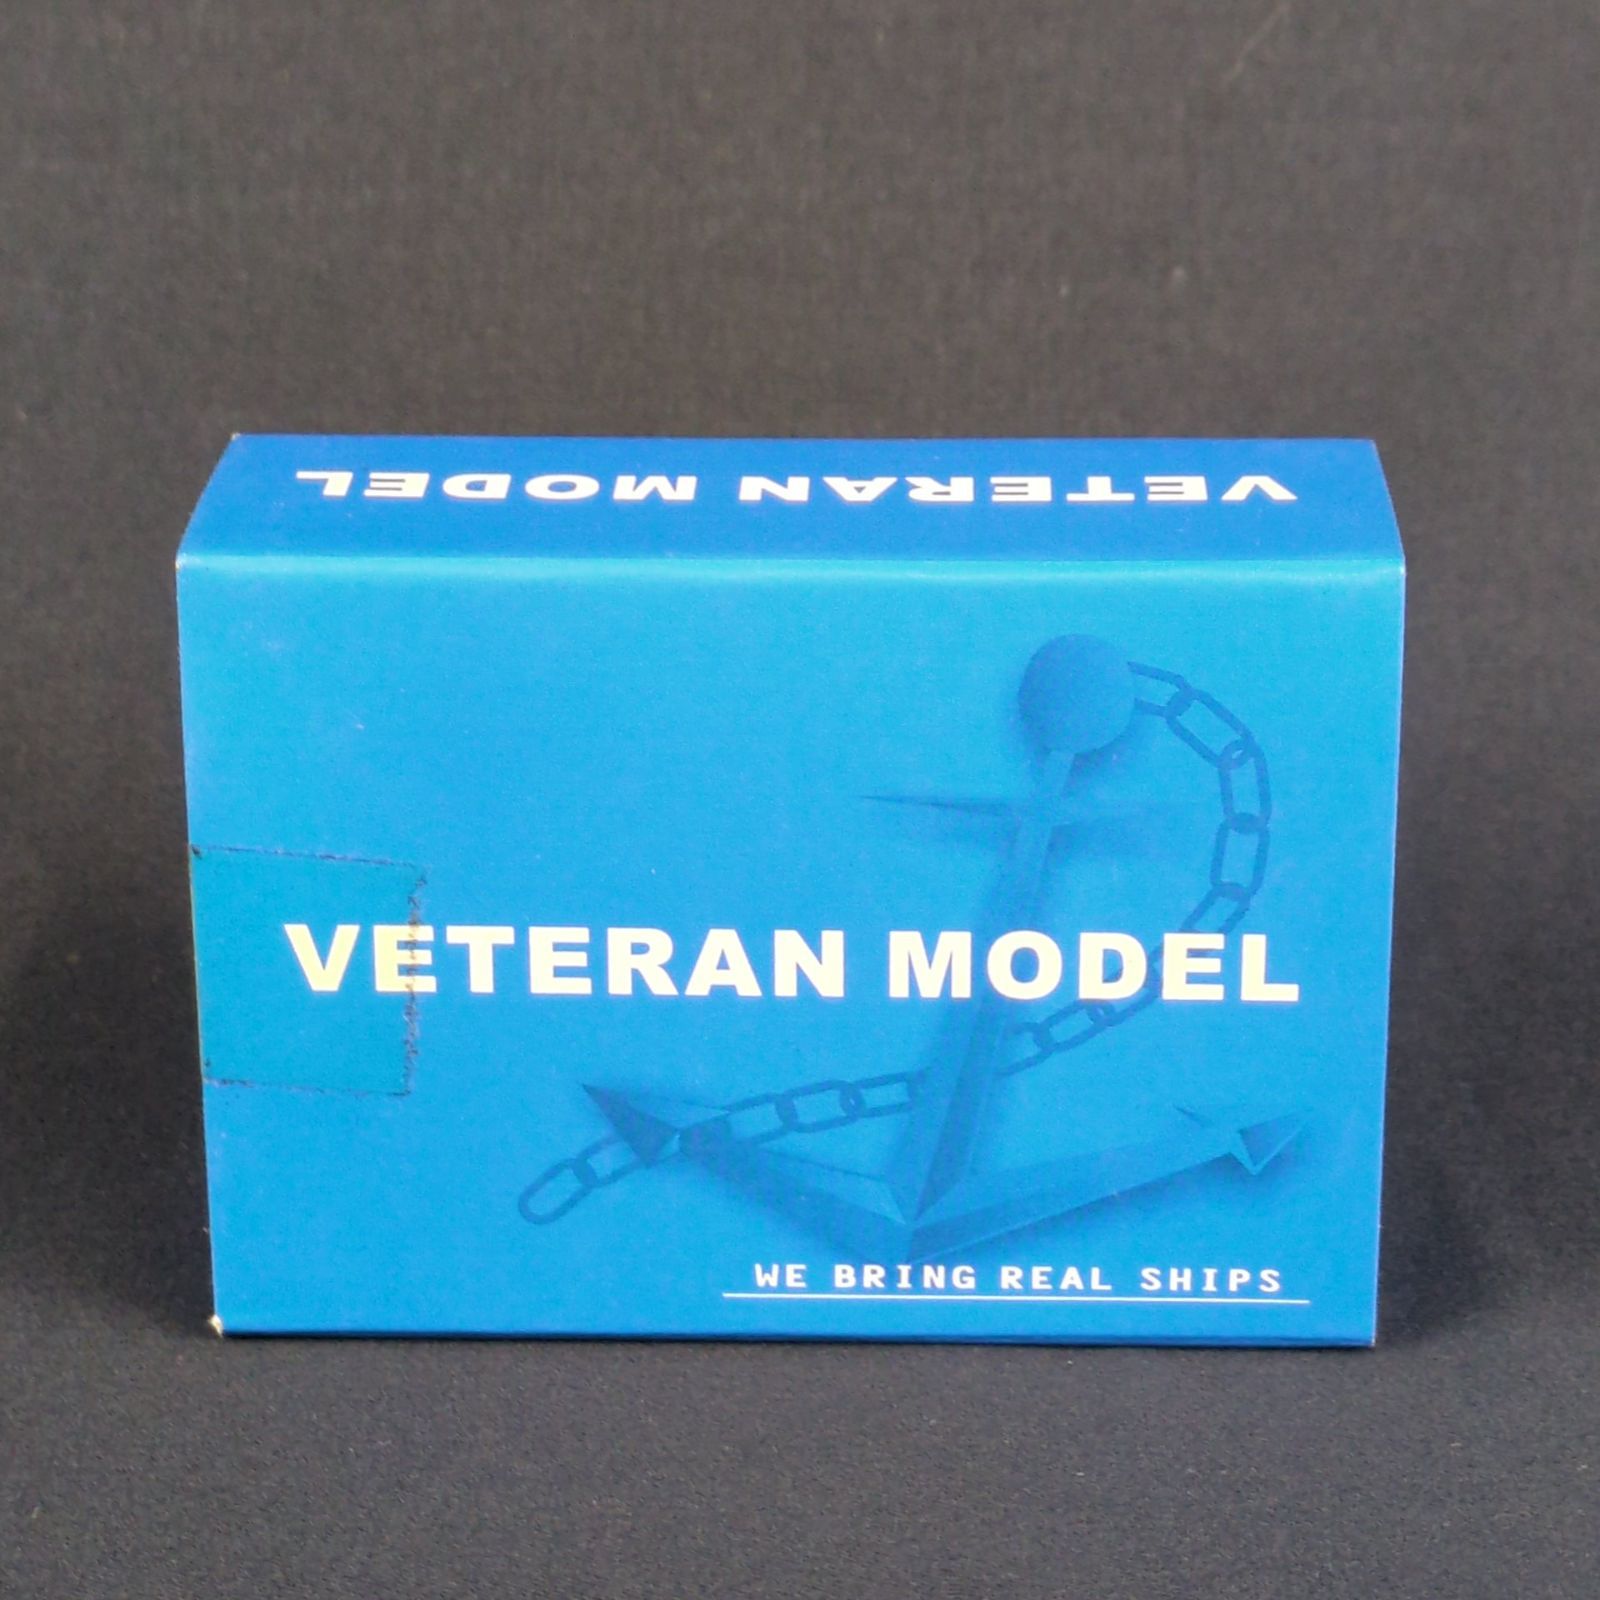 VETERAN MODEL
VETERAN MODEL
WE BRING REAL SHIPS